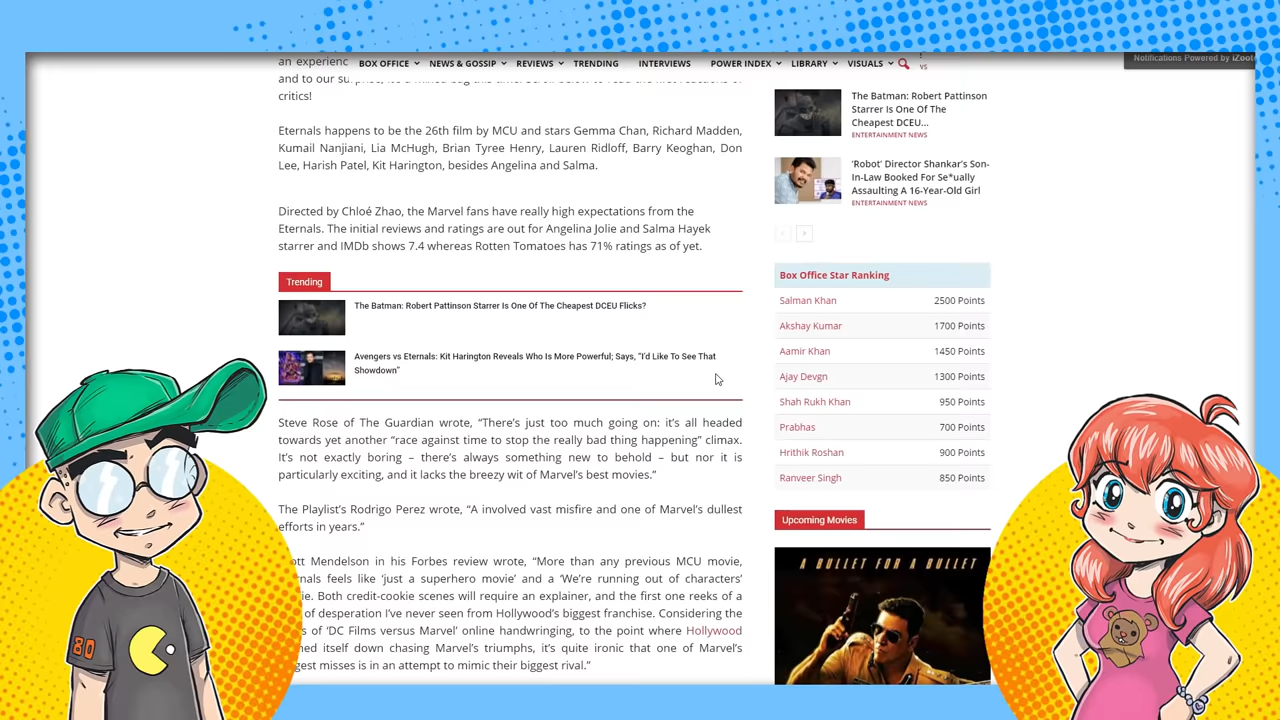 Notifications Powered by iZoot
an experienc
BOX OFFICE
NEWS & GOSSIP
REVIEWS
TRENDING
INTERVIEWS
POWER INDEX
LIBRARY
VISUALS
vs
critics!
Eternals happens to be the 26th film by MCU and stars Gemma Chan, Richard Madden,
Kumail Nanjiani, Lia McHugh, Brian Tyree Henry, Lauren Ridloff, Barry Keoghan, Don
Lee, Harish Patel, Kit Harington, besides Angelina and Salma.
Directed by Chloé Zhao, the Marvel fans have really high expectations from the
Eternals. The initial reviews and ratings are out for Angelina Jolie and Salma Hayek
starrer and IMDb shows 7.4 whereas Rotten Tomatoes has 71% ratings as of yet.
Trending
The Batman: Robert Pattinson Starrer Is One Of The Cheapest DCEU Flicks?
Avengers vs Eternals: Kit Harington Reveals Who Is More Powerful; Says, “I’d Like To See That
Showdown”
Steve Rose of The Guardian wrote, “There’s just too much going on: it’s all headed
towards yet another “race against time to stop the really bad thing happening” climax.
It’s not exactly boring – there’s always something new to behold – but nor it is
particularly exciting, and it lacks the breezy wit of Marvel’s best movies.”
The Playlist’s Rodrigo Perez wrote, “A involved vast misfire and one of Marvel’s dullest
efforts in years.”
ott Mendelson in his Forbes review wrote, “More than any previous MCU movie,
rnals feels like ‘just a superhero movie’ and a ‘We’re running out of characters’
ie. Both credit-cookie scenes will require an explainer, and the first one reeks of a
of desperation I’ve never seen from Hollywood’s biggest franchise. Considering the
s of ‘DC Films versus Marvel’ online handwringing, to the point where Hollywood
ned itself down chasing Marvel’s triumphs, it’s quite ironic that one of Marvel’s
gest misses is in an attempt to mimic their biggest rival.”
The Batman: Robert Pattinson
Starrer Is One Of The
Cheapest DCEU...
ENTERTAINMENT NEWS
‘Robot’ Director Shankar’s Son-
In-Law Booked For Se*ually
Assaulting A 16-Year-Old Girl
ENTERTAINMENT NEWS
Box Office Star Ranking
Salman Khan 2500 Points
Akshay Kumar 1700 Points
Aamir Khan 1450 Points
Ajay Devgn 1300 Points
Shah Rukh Khan 950 Points
Prabhas 700 Points
Hrithik Roshan 900 Points
Ranveer Singh 850 Points
Upcoming Movies
A BULLET FOR A BULLET
80